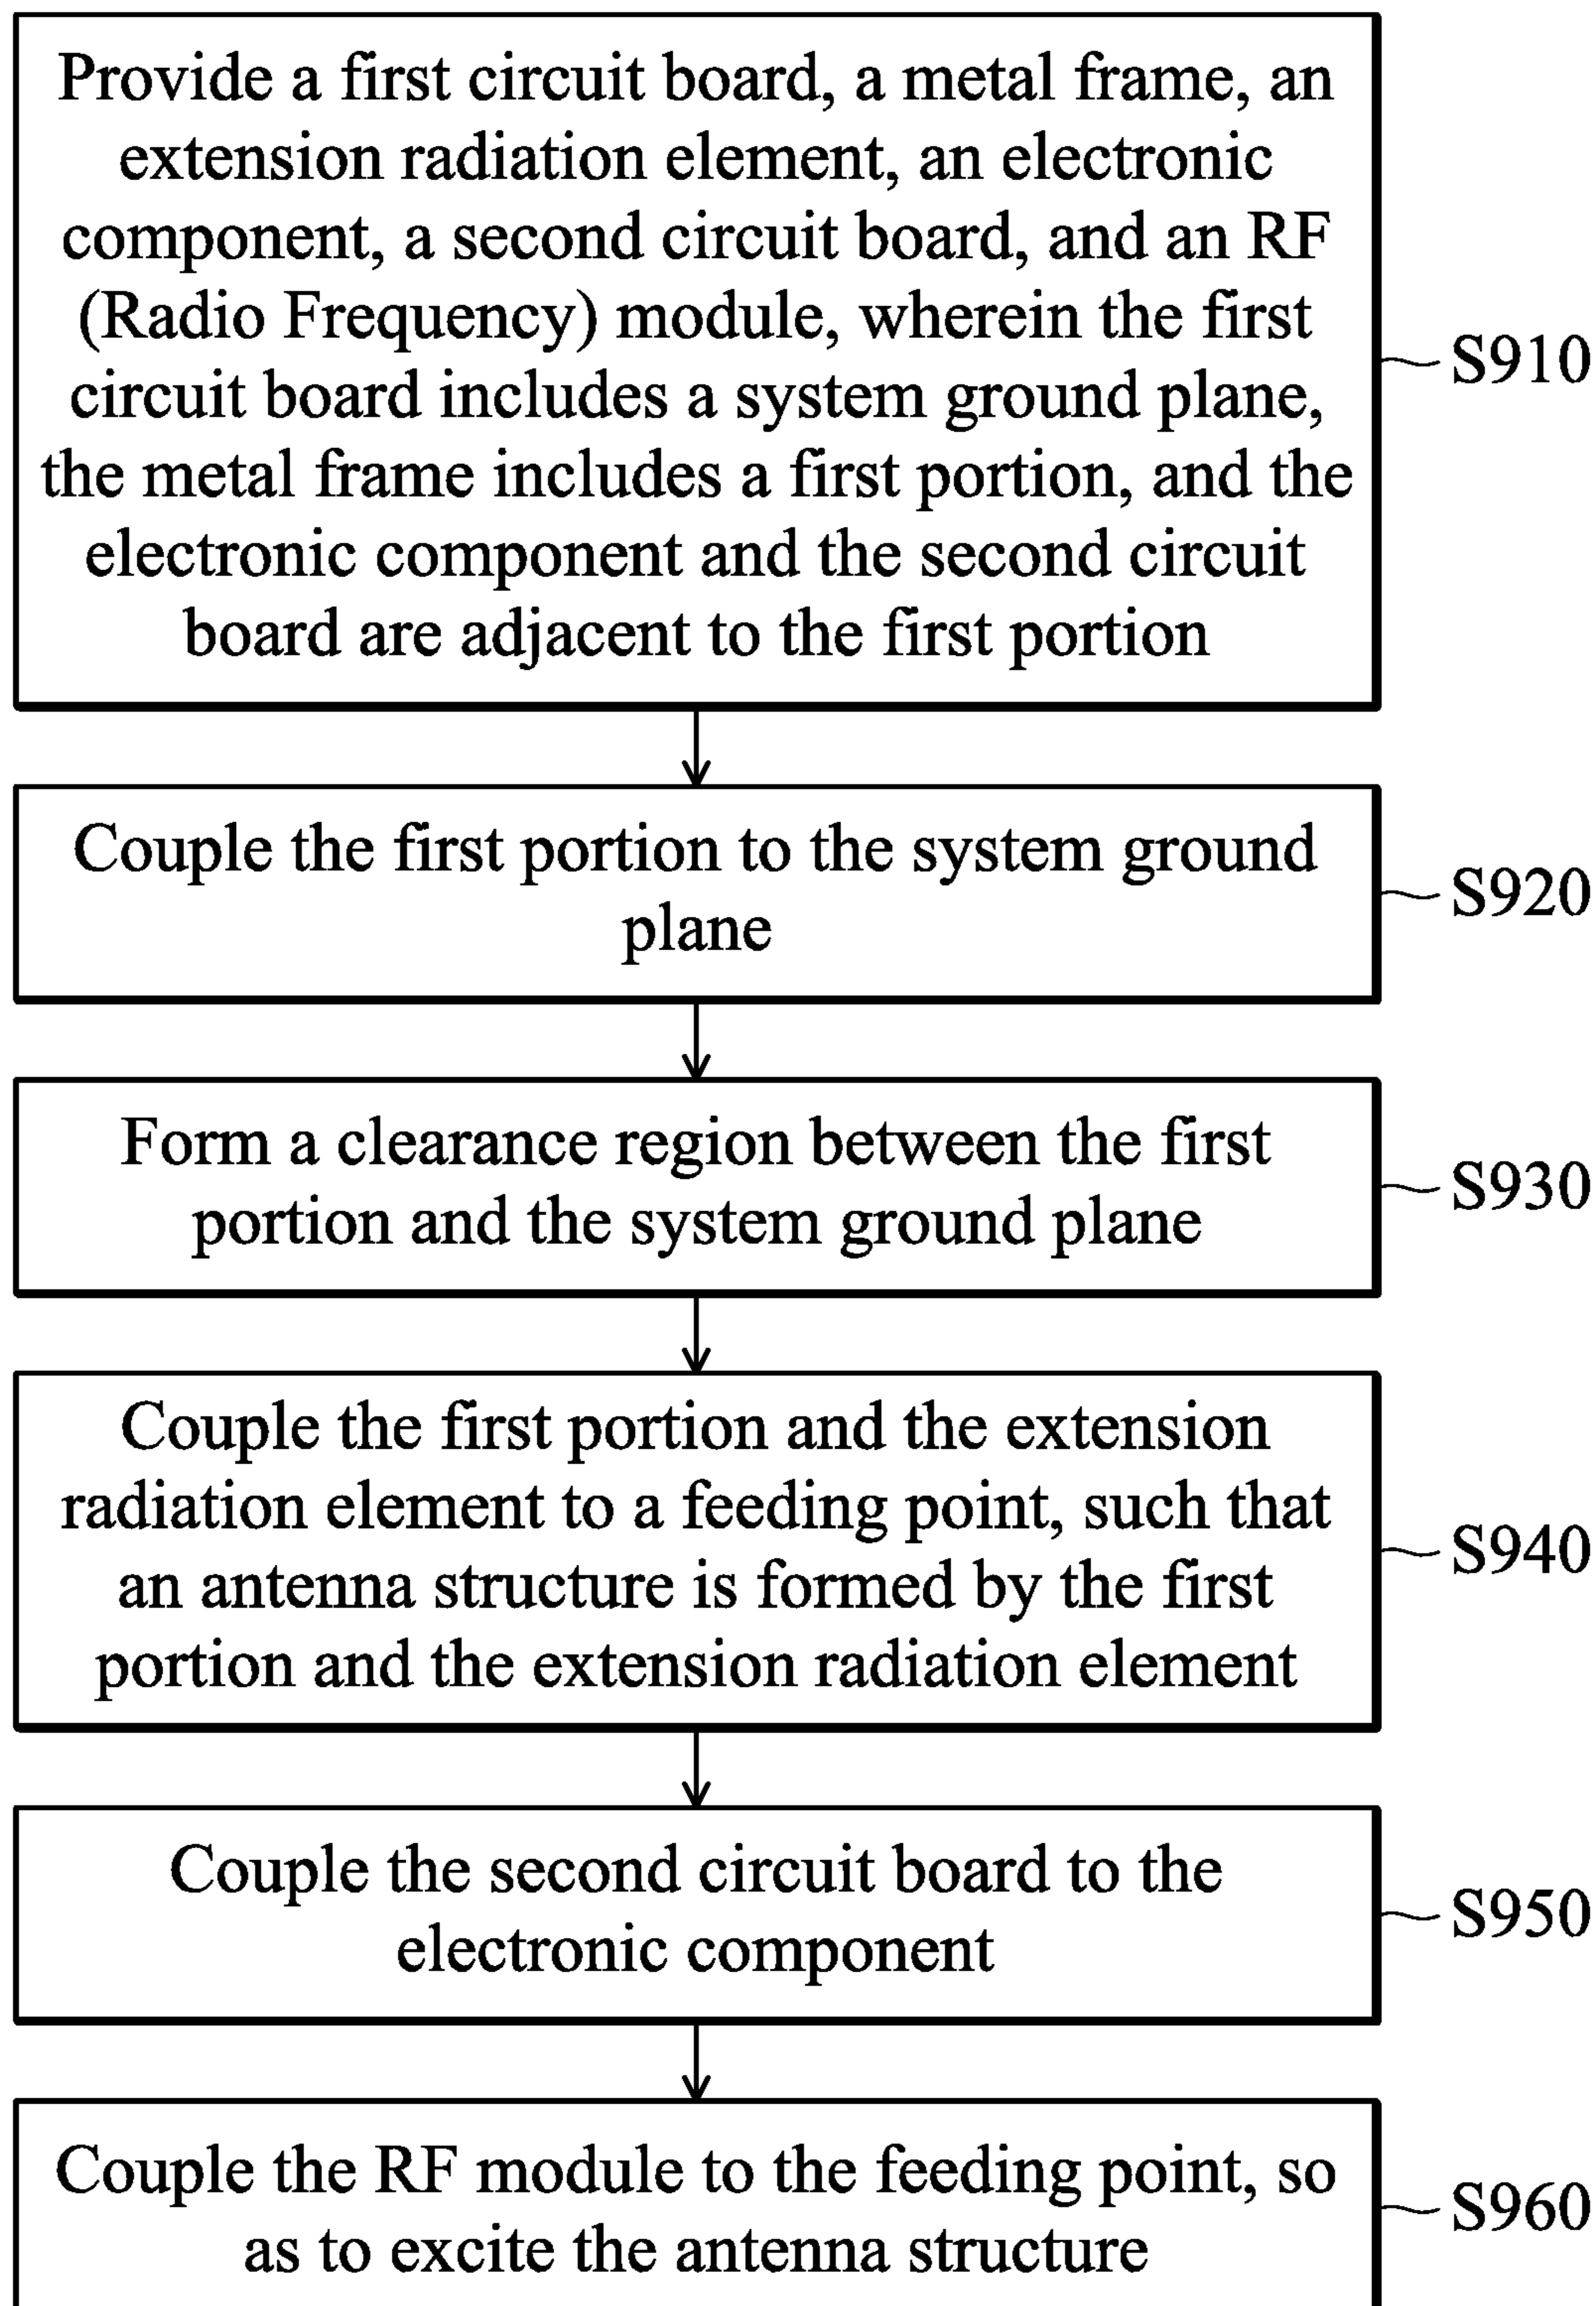 Provide a first circuit board, a metal frame, an
extension radiation element, an electronic
component, a second circuit board, and an RF
(Radio Frequency) module, wherein the first
circuit board includes a system ground plane,
the metal frame includes a first portion, and the
electronic component and the second circuit
board are adjacent to the first portion
S910
Couple the first portion to the system ground
plane
S920
Form a clearance region between the first
portion and the system ground plane
S930
Couple the first portion and the extension
radiation element to a feeding point, such that
an antenna structure is formed by the first
portion and the extension radiation element
S940
Couple the second circuit board to the
electronic component
S950
Couple the RF module to the feeding point, so
as to excite the antenna structure
S960